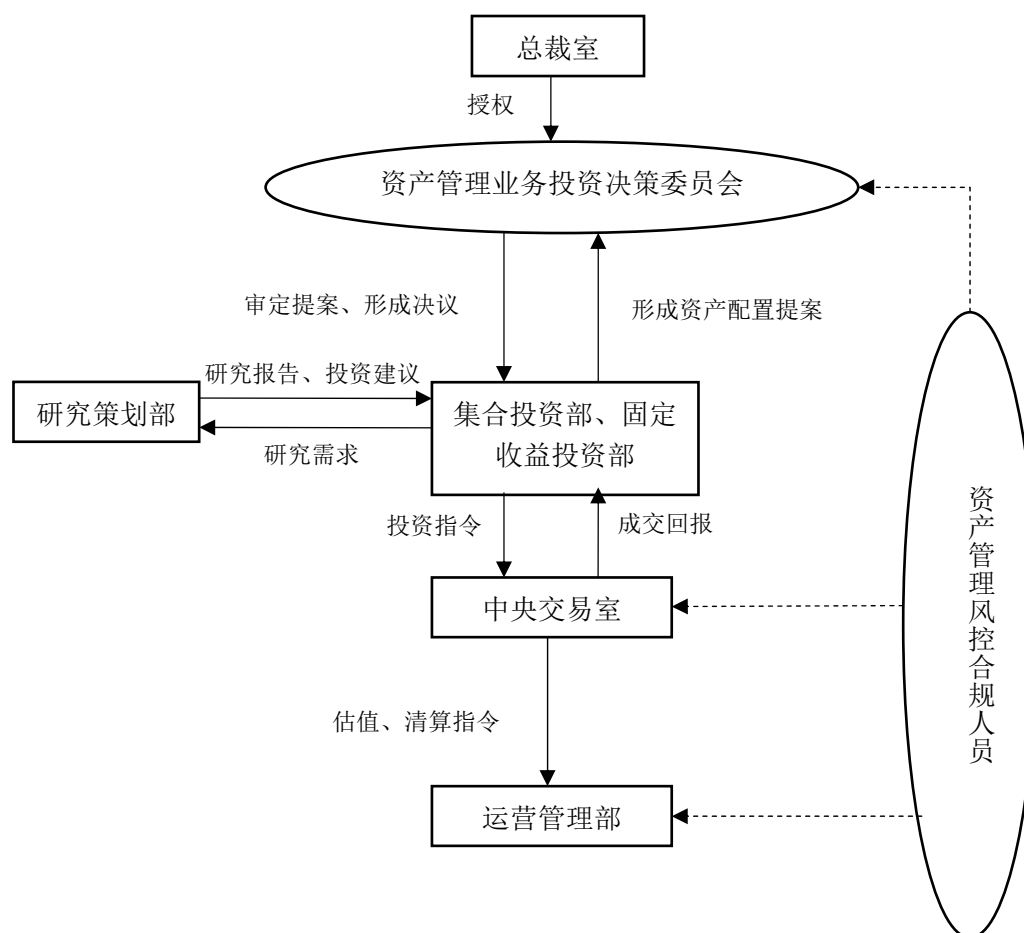 总裁室
授权
资产管理业务投资决策委员会
审定提案、形成决议
形成资产配置提案
研究报告、投资建议
研究策划部
集合投资部、固定
收益投资部
研究需求
投资指令
成交回报
中央交易室
资产管理风控合规人员
估值、清算指令
运营管理部